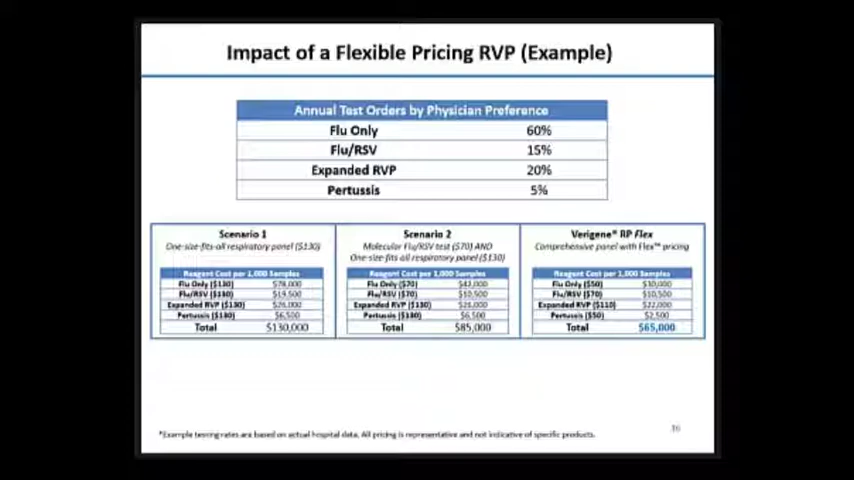 Impact of a Flexible Pricing RVP (Example)
Annual Test Orders by Physician Preference
Flu Only 60%
Flu/RSV 15%
Expanded RVP 20%
Pertussis 5%
Scenario 1
One-size-fits-all respiratory panel ($130)
Reagent Cost per 1,000 Samples
Flu Only ($130) $78,000
Flu/RSV ($130) $19,500
Expanded RVP ($130) $26,000
Pertussis ($130) $6,500
Total $130,000
Scenario 2
Molecular Flu/RSV test ($70) AND
One-size fits all respiratory panel ($130)
Reagent Cost per 1,000 Samples
Flu Only ($70) $42,000
Flu/RSV ($70) $10,500
Expanded RVP ($130) $26,000
Pertussis ($130) $6,500
Total $85,000
Verigene® RP Flex
Comprehensive panel with Flex™ pricing
Reagent Cost per 1,000 Samples
Flu Only ($50) $30,000
Flu/RSV ($70) $10,500
Expanded RVP ($110) $22,000
Pertussis ($50) $2,500
Total $65,000
*Example testing rates are based on actual hospital data. All pricing is representative and not indicative of specific products.